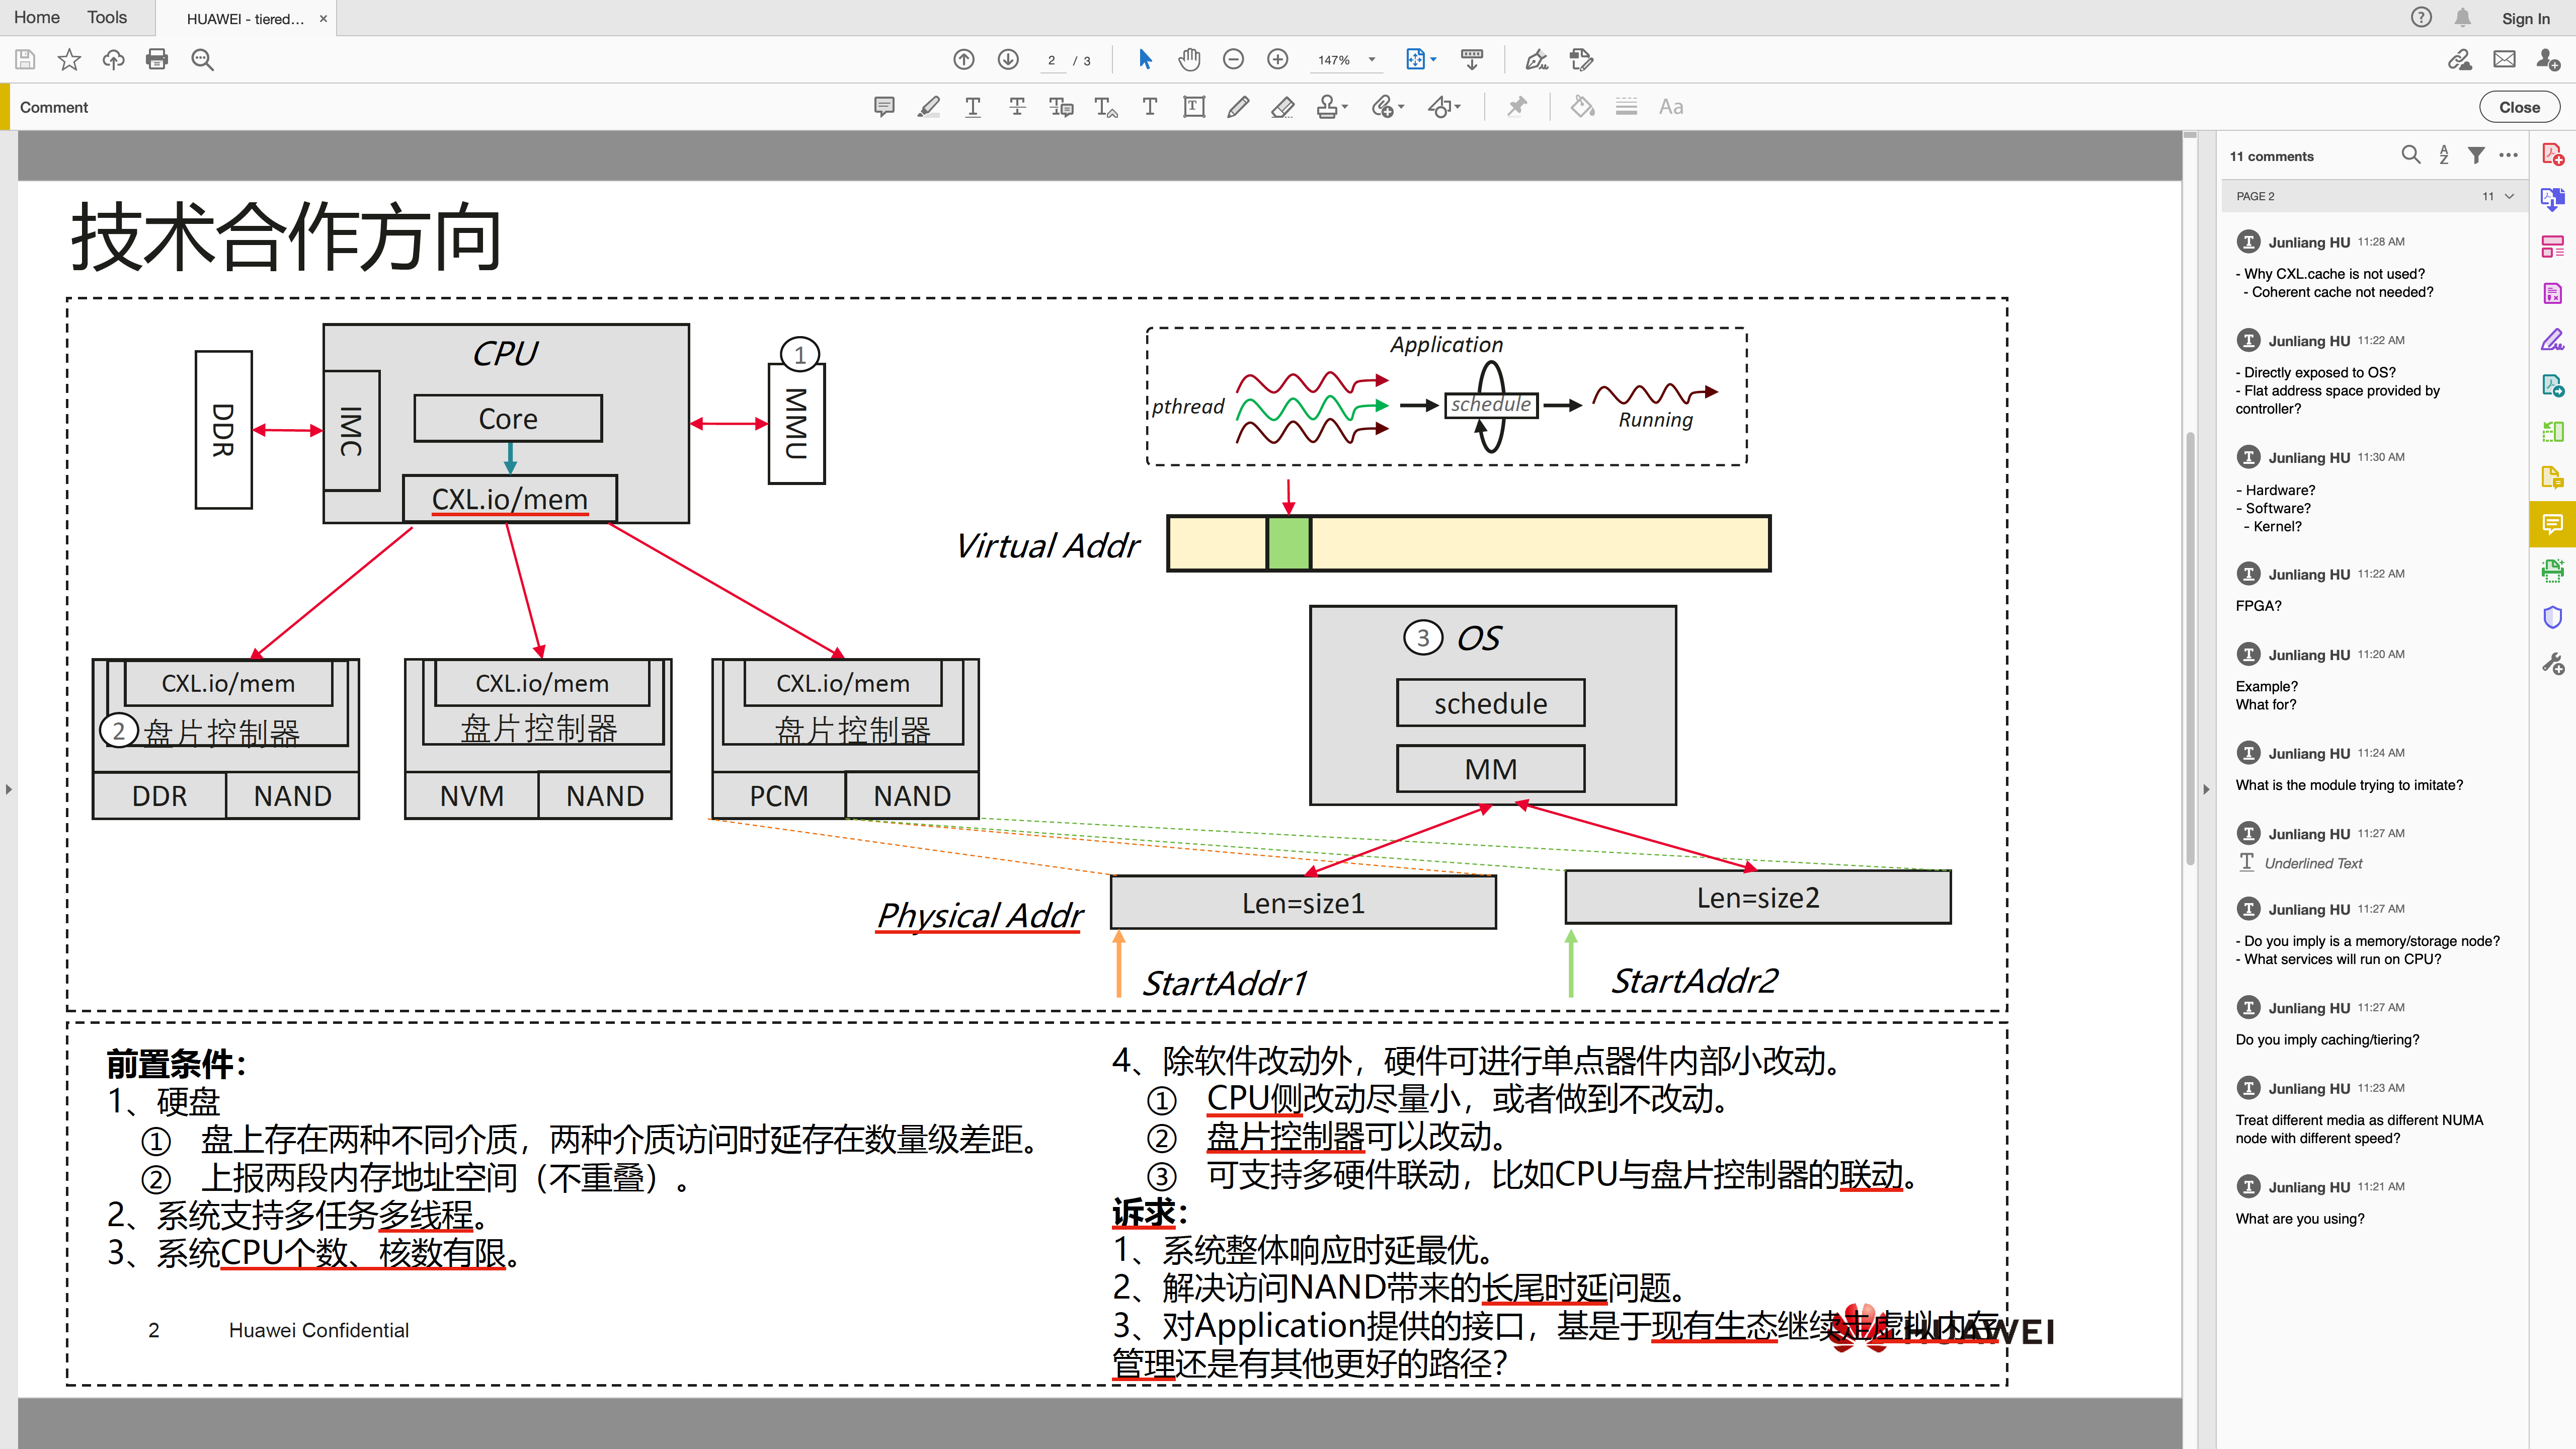 Home
Tools
HUAWEI - tiered...
Sign In
2 / 3
147%
Comment
Close
技术合作方向
DDR
IMC
CPU
Core
CXL.io/mem
1
MMU
Application
pthread
schedule
Running
Virtual Addr
CXL.io/mem
2
盘片控制器
DDR
NAND
CXL.io/mem
盘片控制器
NVM
NAND
CXL.io/mem
盘片控制器
PCM
NAND
3
OS
schedule
MM
Physical Addr
Len=size1
Len=size2
StartAddr1
StartAddr2
前置条件：
1、硬盘
① 盘上存在两种不同介质，两种介质访问时延存在数量级差距。
② 上报两段内存地址空间（不重叠）。
2、系统支持多任务多线程。
3、系统CPU个数、核数有限。
4、除软件改动外，硬件可进行单点器件内部小改动。
① CPU侧改动尽量小，或者做到不改动。
② 盘片控制器可以改动。
③ 可支持多硬件联动，比如CPU与盘片控制器的联动。
诉求：
1、系统整体响应时延最优。
2、解决访问NAND带来的长尾时延问题。
3、对Application提供的接口，基是于现有生态继续走虚拟内存
管理还是有其他更好的路径？
2
Huawei Confidential
HUAWEI
11 comments
PAGE 2
11
Junliang HU 11:28 AM
- Why CXL.cache is not used?
- Coherent cache not needed?
Junliang HU 11:22 AM
- Directly exposed to OS?
- Flat address space provided by
controller?
Junliang HU 11:30 AM
- Hardware?
- Software?
- Kernel?
Junliang HU 11:22 AM
FPGA?
Junliang HU 11:20 AM
Example?
What for?
Junliang HU 11:24 AM
What is the module trying to imitate?
Junliang HU 11:27 AM
Underlined Text
Junliang HU 11:27 AM
- Do you imply is a memory/storage node?
- What services will run on CPU?
Junliang HU 11:27 AM
Do you imply caching/tiering?
Junliang HU 11:23 AM
Treat different media as different NUMA
node with different speed?
Junliang HU 11:21 AM
What are you using?